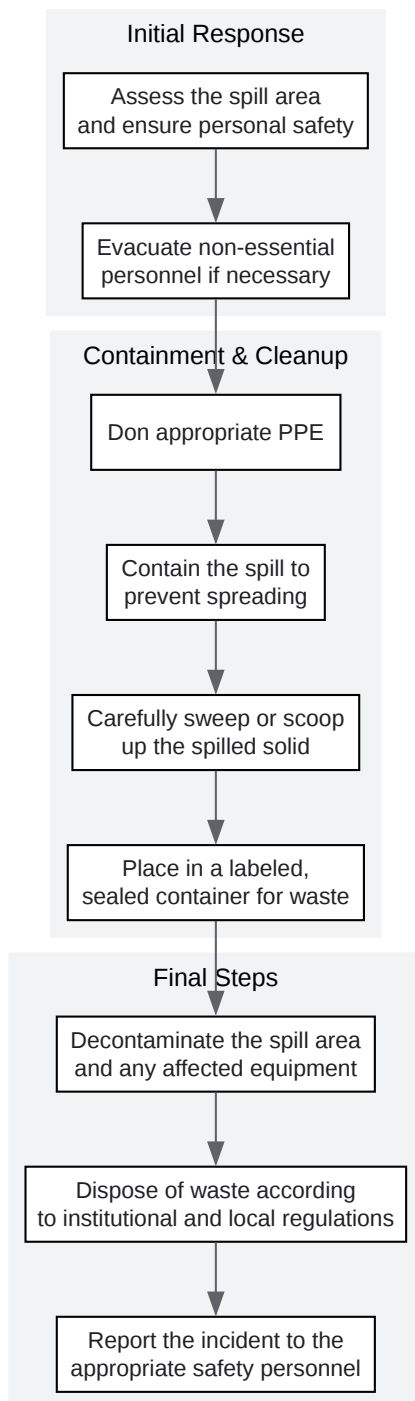 Initial Response
Assess the spill area
and ensure personal safety
Evacuate non-essential
personnel if necessary
Containment & Cleanup
Don appropriate PPE
Contain the spill to
prevent spreading
Carefully sweep or scoop
up the spilled solid
Place in a labeled,
sealed container for waste
Final Steps
Decontaminate the spill area
and any affected equipment
Dispose of waste according
to institutional and local regulations
Report the incident to the
appropriate safety personnel